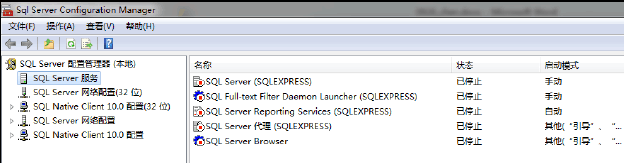 Sql Server Configuration Manager
文件(F) 操作(A) 查看(V) 帮助(H)
SQL Server 配置管理器 (本地)
SQL Server 服务
SQL Server 网络配置(32 位)
SQL Native Client 10.0 配置(32 位)
SQL Server 网络配置
SQL Native Client 10.0 配置
名称 状态 启动模式
SQL Server (SQLEXPRESS) 已停止 手动
SQL Full-text Filter Daemon Launcher (SQLEXPRESS) 已停止 手动
SQL Server Reporting Services (SQLEXPRESS) 已停止 自动
SQL Server 代理 (SQLEXPRESS) 已停止 其他("引导"、 "...
SQL Server Browser 已停止 其他("引导"、 "...